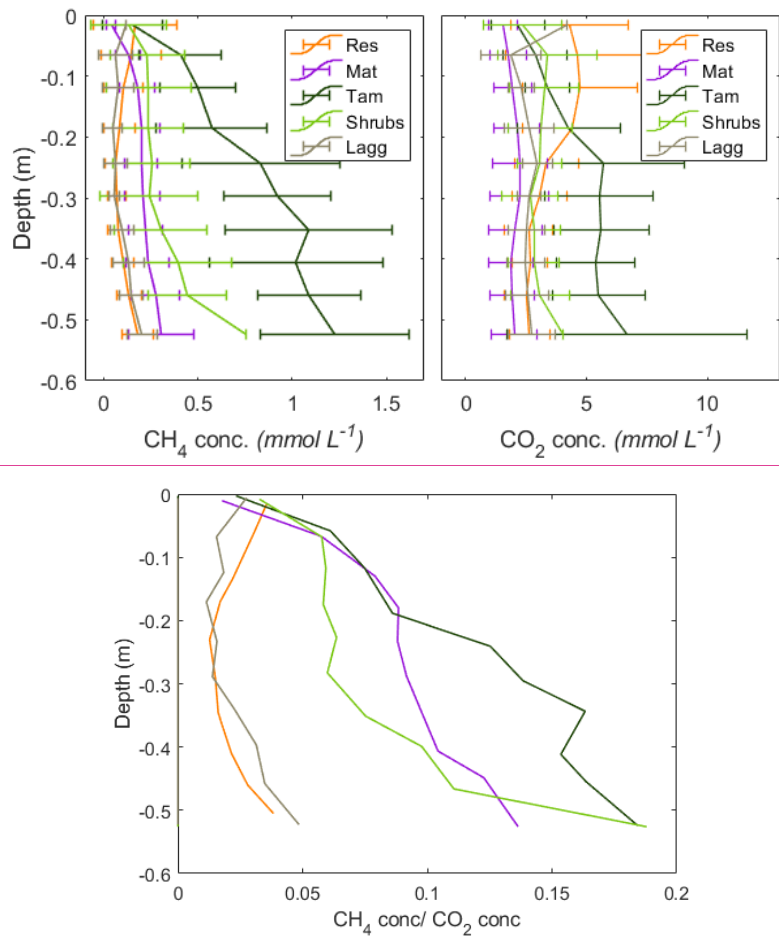 0
-0.1
-0.2
-0.3
-0.4
-0.5
-0.6
Depth (m)
0
0.5
1
1.5
CH4 conc. (mmol L-1)
Res
Mat
Tam
Shrubs
Lagg
0
5
10
CO2 conc. (mmol L-1)
Res
Mat
Tam
Shrubs
Lagg
0
-0.1
-0.2
-0.3
-0.4
-0.5
-0.6
Depth (m)
0
0.05
0.1
0.15
0.2
CH4 conc/ CO2 conc